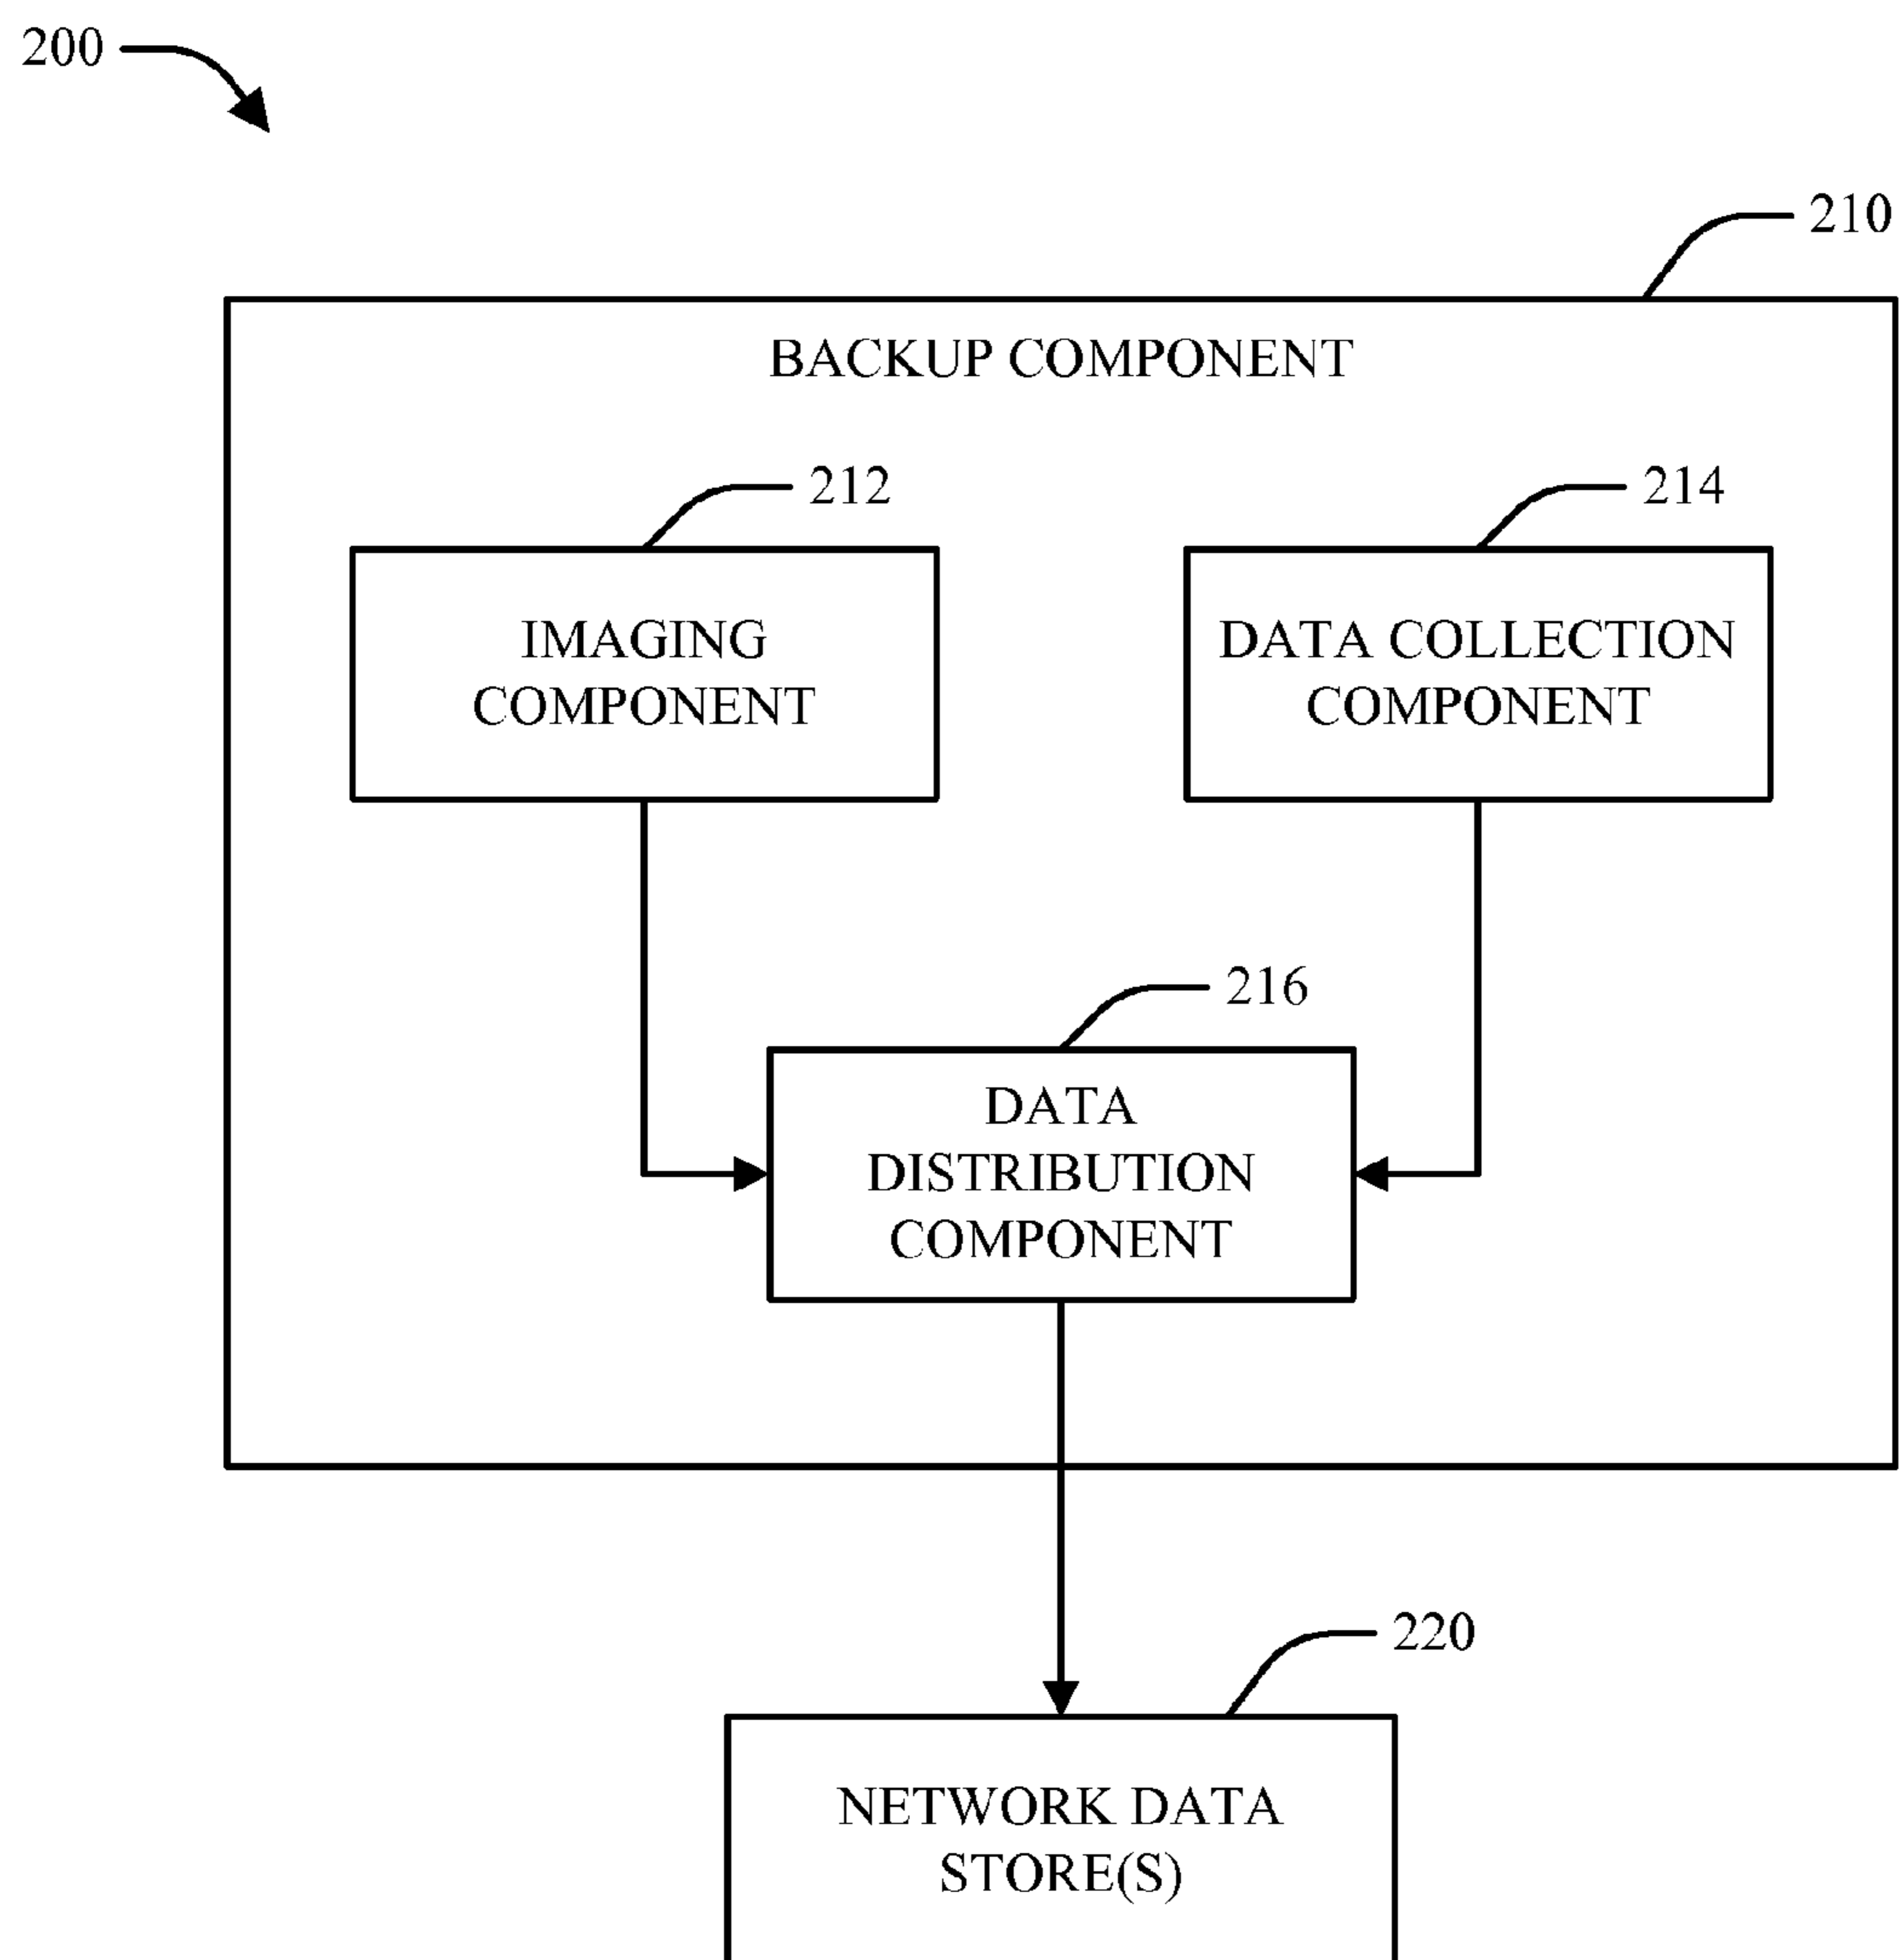 200
210
BACKUP COMPONENT
212
214
IMAGING
COMPONENT
DATA COLLECTION
COMPONENT
216
DATA
DISTRIBUTION
COMPONENT
220
NETWORK DATA
STORE(S)